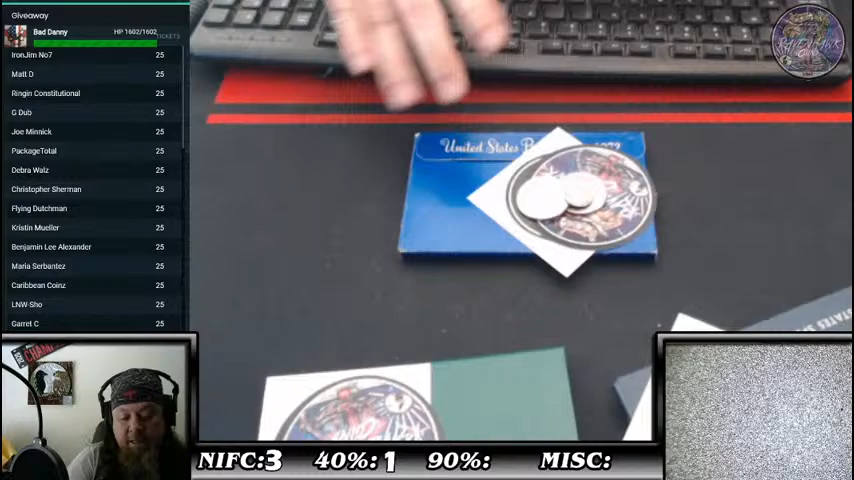 Giveaway
Bad Danny HP 1602/1602
TICKETS
IronJim No7 25
Matt D 25
Ringin Constitutional 25
G Dub 25
Joe Minnick 25
PackageTotal 25
Debra Walz 25
Christopher Sherman 25
Flying Dutchman 25
Kristin Mueller 25
Benjamin Lee Alexander 25
Maria Serbantez 25
Caribbean Coinz 25
LNW-Sho 25
Garret C 25
United States
STATES
NIFC:3 40%:1 90%: MISC: